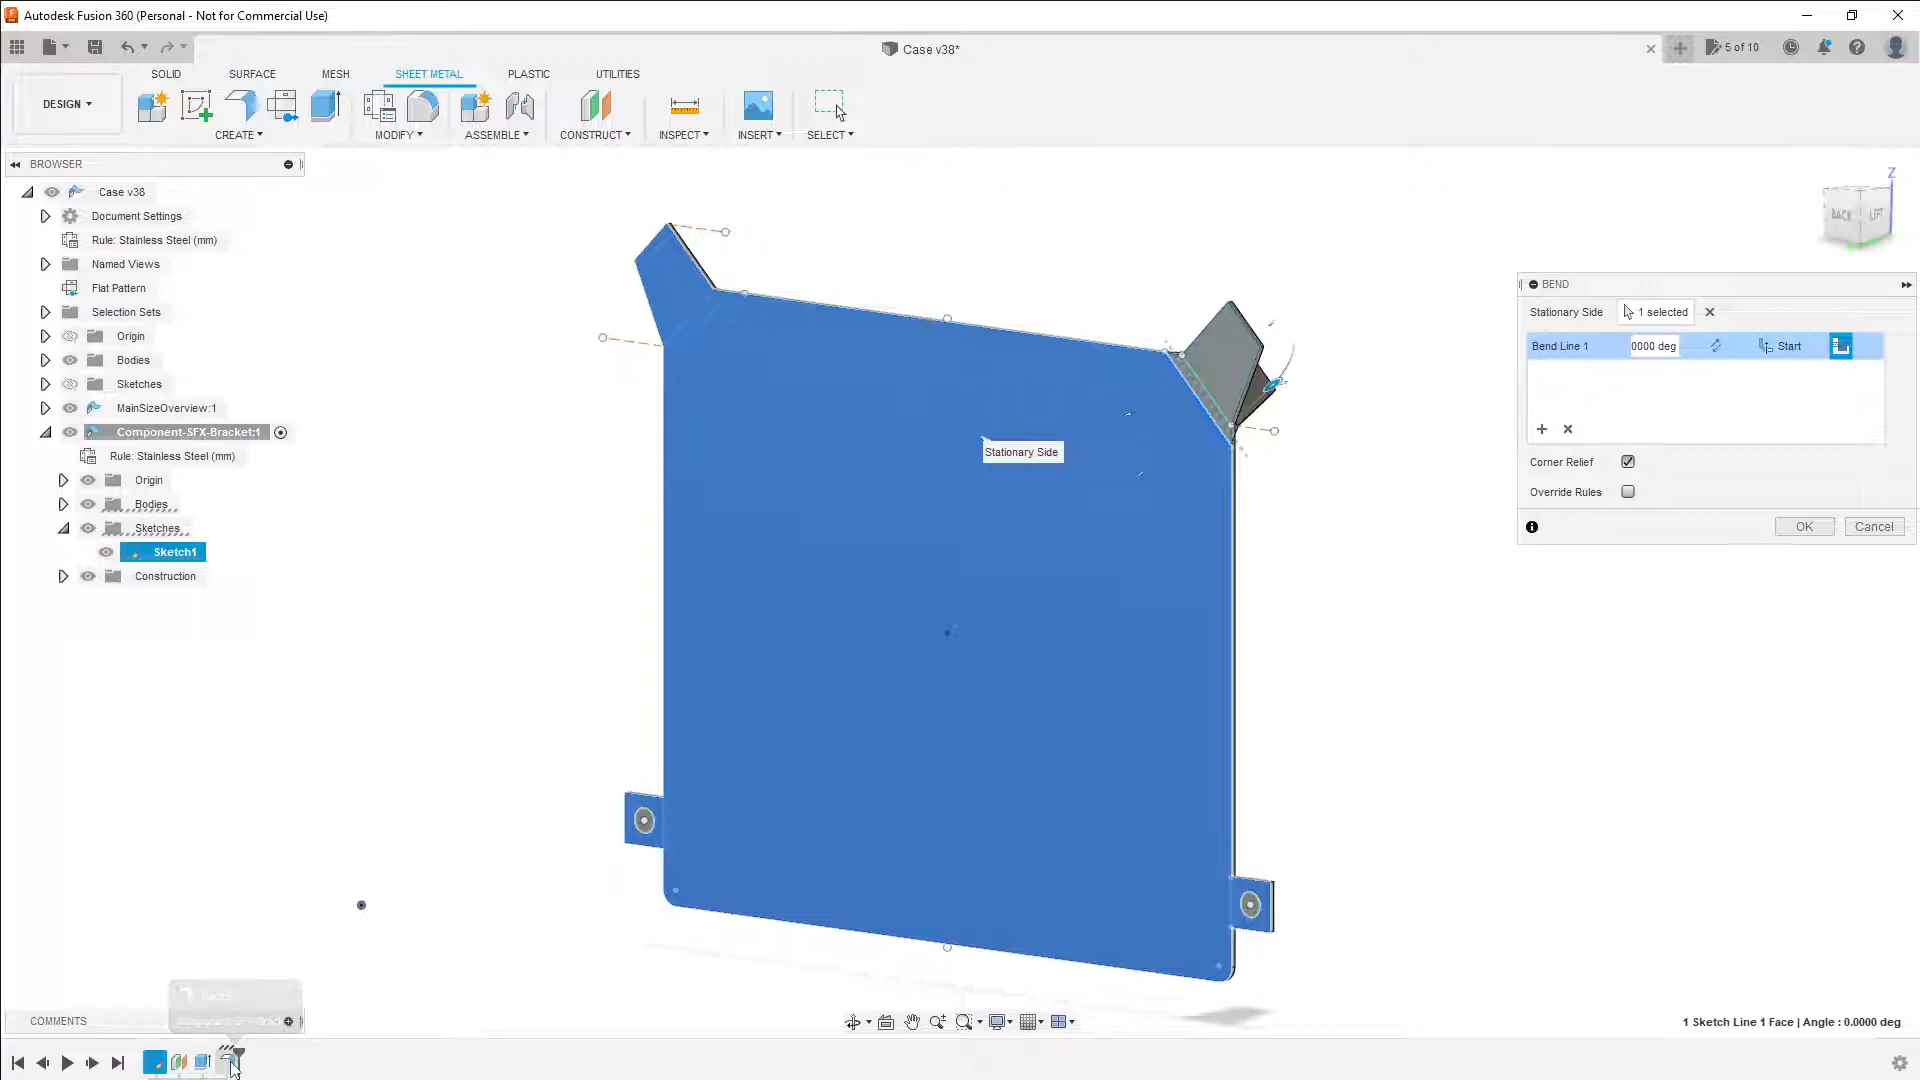 Autodesk Fusion 360 (Personal - Not for Commercial Use)
Case v38*
5 of 10
SOLID
SURFACE
MESH
SHEET METAL
PLASTIC
UTILITIES
DESIGN
CREATE
MODIFY
ASSEMBLE
CONSTRUCT
INSPECT
INSERT
SELECT
BROWSER
Case v38
Document Settings
Rule: Stainless Steel (mm)
Named Views
Flat Pattern
Selection Sets
Origin
Bodies
Sketches
MainSizeOverview:1
Component-SFX-Bracket:1
Rule: Stainless Steel (mm)
Origin
Bodies
Sketches
Sketch1
Construction
Z
BACK
LEFT
BEND
Stationary Side
1 selected
Bend Line 1
0000 deg
Start
Corner Relief
Override Rules
OK
Cancel
Stationary Side
COMMENTS
1 Sketch Line 1 Face | Angle : 0.0000 deg